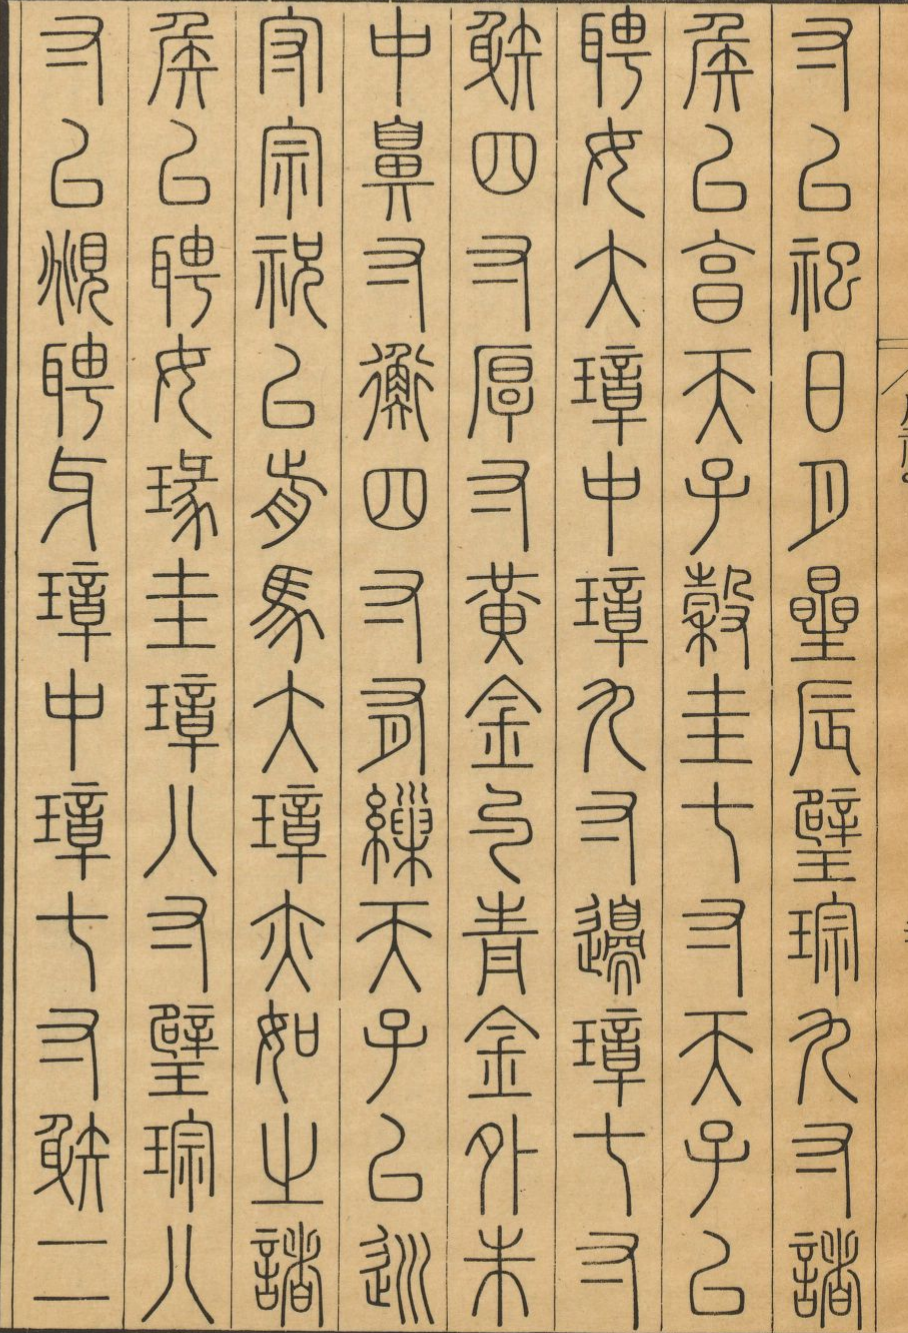 寸以祀日月星辰璧琮九寸諸
侯以享天子穀圭七寸天子以
聘女大璋中璋九寸邊璋七寸
射四寸厚寸黃金勺青金外朱
中鼻寸衡四寸有繅天子以巡
守宗祝以前馬大璋亦如之諸
侯以聘女瑑圭璋八寸璧琮八
寸以覜聘牙璋中璋七寸射二